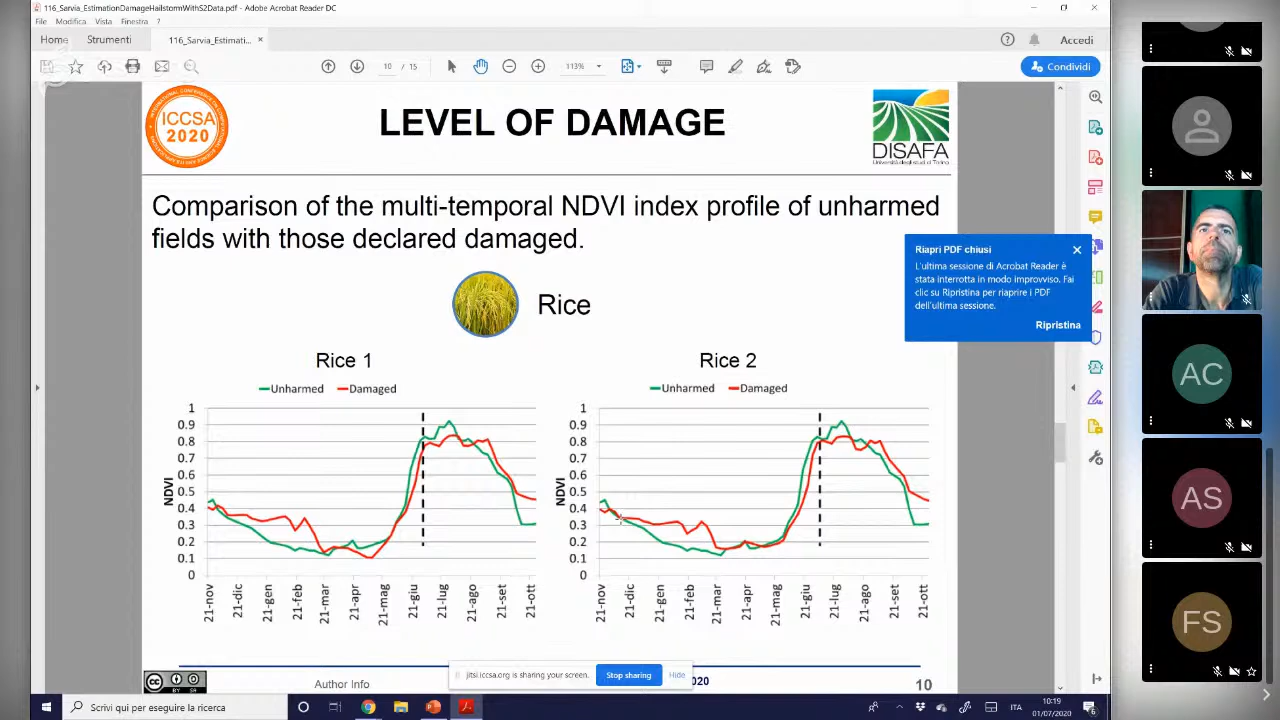 116_Sarvia_EstimationDamageHailstormWithS2Data.pdf - Adobe Acrobat Reader DC
File Modifica Vista Finestra ?
Home Strumenti 116_Sarvia_Estimati... Accedi
10 / 15 113% Condividi
ICCSA
2020
LEVEL OF DAMAGE
DISAFA
Università degli studi di Torino
Comparison of the multi-temporal NDVI index profile of unharmed
fields with those declared damaged.
Riapri PDF chiusi
L'ultima sessione di Acrobat Reader è
stata interrotta in modo improvviso. Fai
clic su Ripristina per riaprire i PDF
dell'ultima sessione.
Ripristina
Rice
Rice 1
Unharmed Damaged
NDVI
1
0.9
0.8
0.7
0.6
0.5
0.4
0.3
0.2
0.1
0
21-nov 21-dic 21-gen 21-feb 21-mar 21-apr 21-mag 21-giu 21-lug 21-ago 21-set 21-ott
Rice 2
Unharmed Damaged
NDVI
1
0.9
0.8
0.7
0.6
0.5
0.4
0.3
0.2
0.1
0
21-nov 21-dic 21-gen 21-feb 21-mar 21-apr 21-mag 21-giu 21-lug 21-ago 21-set 21-ott
AC
AS
FS
jitsi.iccsa.org is sharing your screen. Stop sharing Hide
cc BY SA
Author Info 020 10
Scrivi qui per eseguire la ricerca
ITA
10:19
01/07/2020
6